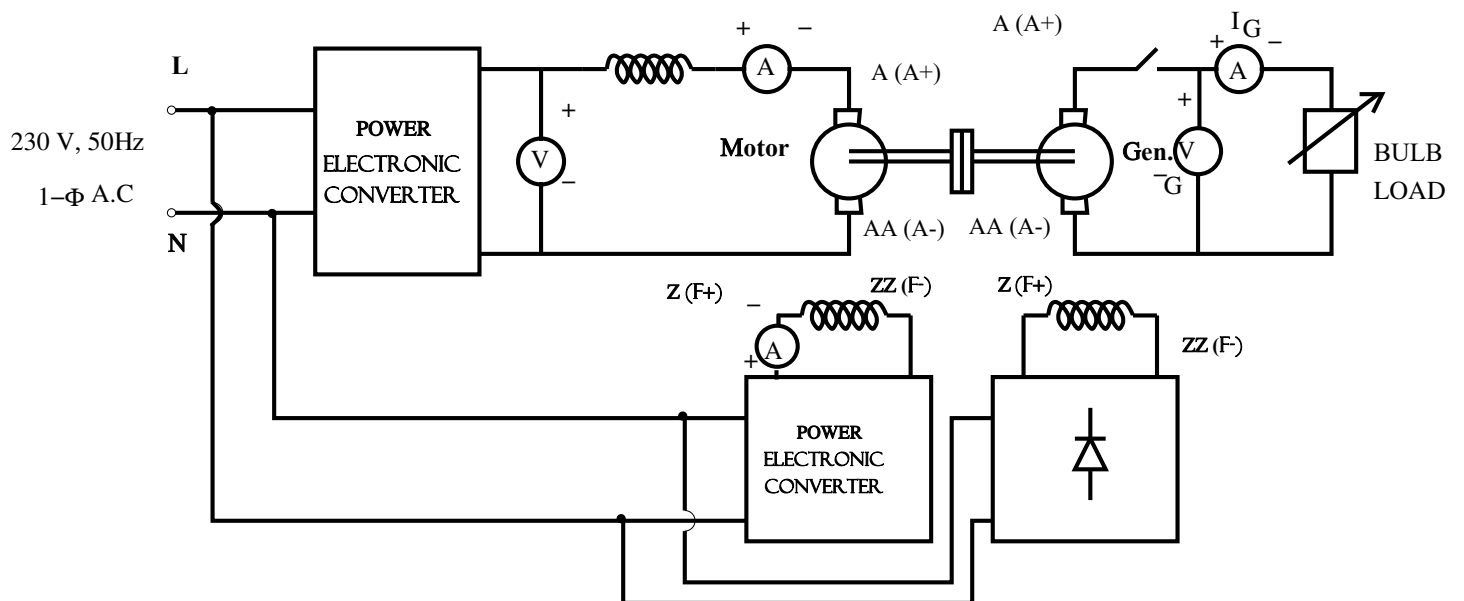 L
230 V, 50Hz
1−Φ A.C
N
POWER
ELECTRONIC
CONVERTER
+
V
−
+ −
A
A (A+)
Motor
AA (A-)
A (A+)
AA (A-)
Gen.
I G
+ −
A
+
V
− G
BULB
LOAD
Z (F+)
ZZ (F-)
−
A
+
POWER
ELECTRONIC
CONVERTER
Z (F+)
ZZ (F-)